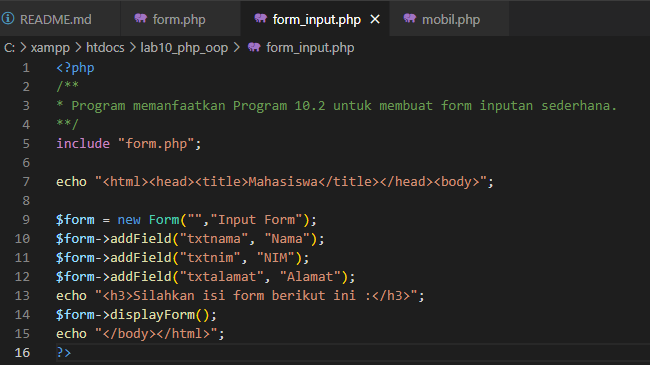 README.md form.php form_input.php × mobil.php
C: > xampp > htdocs > lab10_php_oop > form_input.php
1 <?php
2 /**
3 * Program memanfaatkan Program 10.2 untuk membuat form inputan sederhana.
4 **/
5 include "form.php";
6
7 echo "<html><head><title>Mahasiswa</title></head><body>";
8
9 $form = new Form("","Input Form");
10 $form->addField("txtnama", "Nama");
11 $form->addField("txtnim", "NIM");
12 $form->addField("txtalamat", "Alamat");
13 echo "<h3>Silahkan isi form berikut ini :</h3>";
14 $form->displayForm();
15 echo "</body></html>";
16 ?>